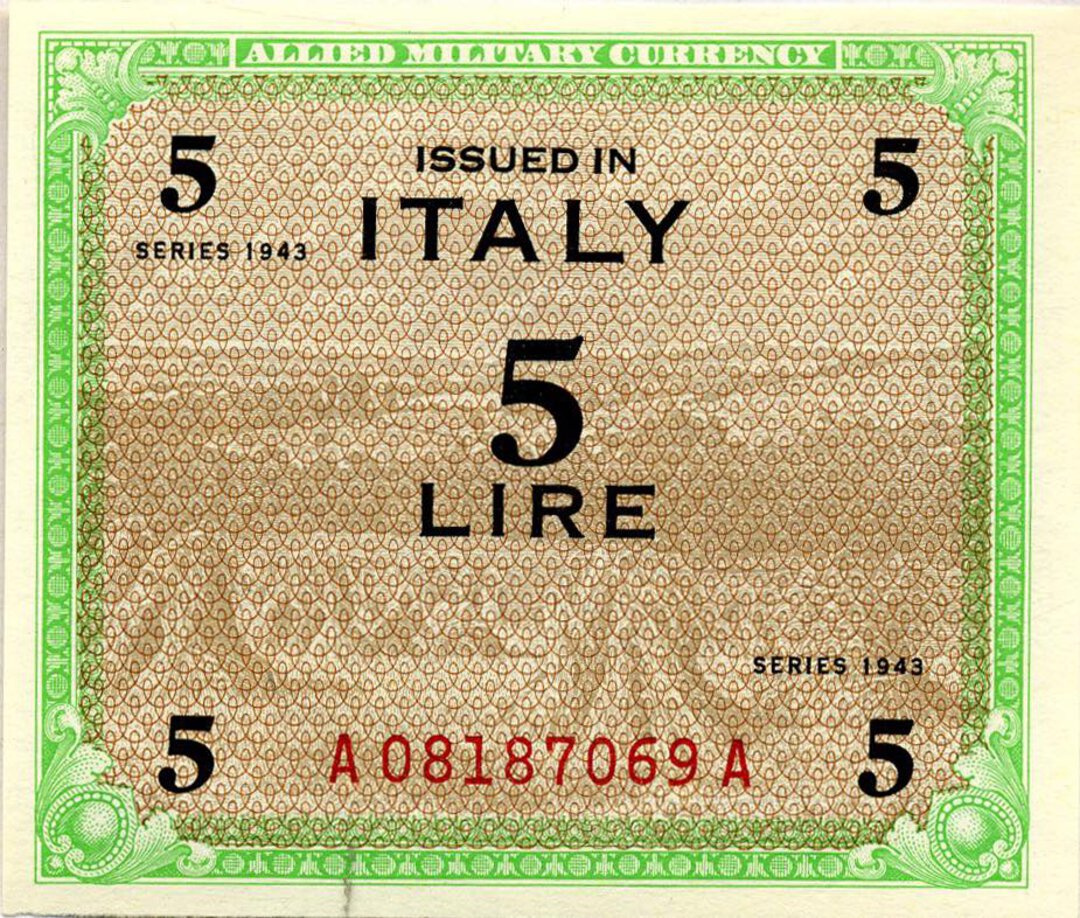 ALLIED MILITARY CURRENCY
5 ISSUED IN 5
ITALY
SERIES 1943
5
LIRE
SERIES 1943
5 A 08187069 A 5